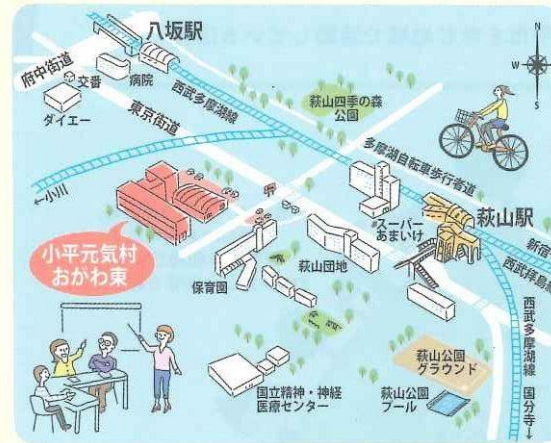 八坂駅
府中街道
交番
病院
ダイエー
東京街道
西武多摩湖線
萩山四季の森
公園
N
W
E
S
多摩湖自転車歩行者道
←小川
スーパー
あまいけ
萩山駅
新宿
西武拝島線
小平元気村
おがわ東
保育園
萩山団地
西武多摩湖線
国分寺→
萩山公園
グラウンド
萩山公園
プール
国立精神・神経
医療センター